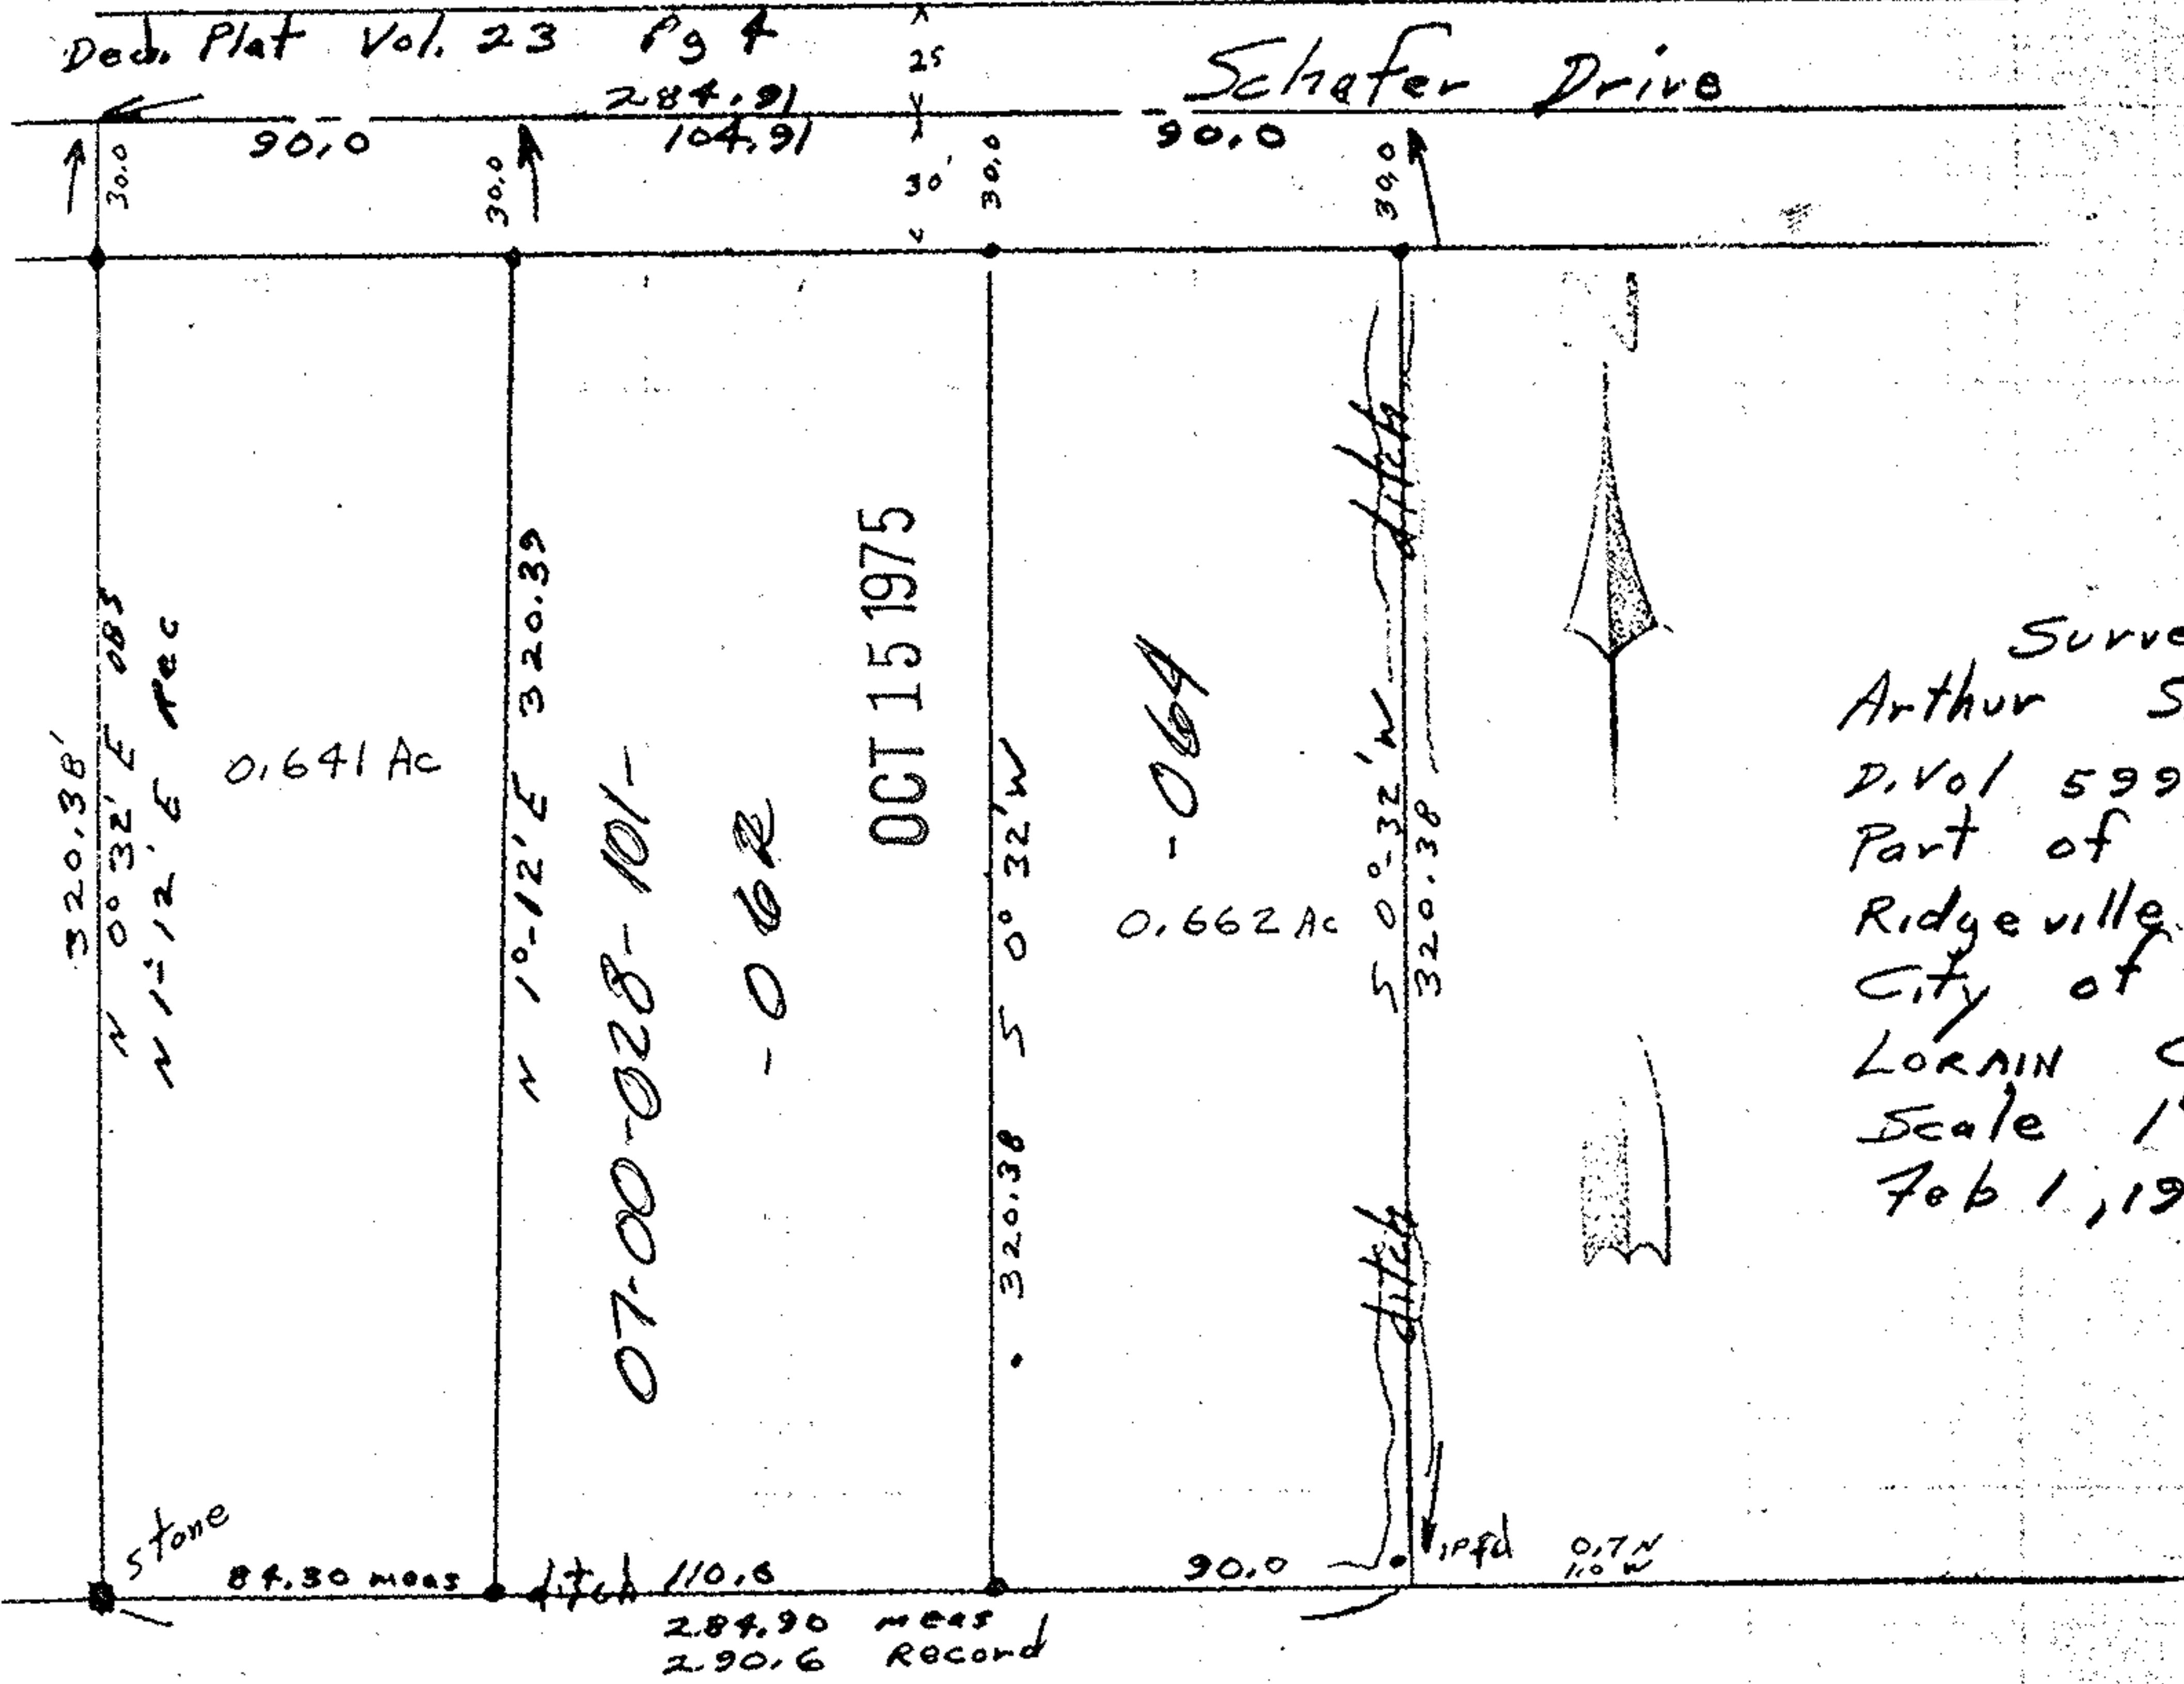 Ded. Plat Vol. 23 Pg 4
25
Schafer Drive
284.91
90.0
104.91
90.0
30.0
30.0
30'
30.0
30.0
320.38'
N 0° 32' E OBS
N 1°-12' E Rec
0.641 Ac
N 1°-12' E 320.39
07-00-028-101-
-062
OCT 15 1975
320.38 S 0° 32' W
-064
0.662 Ac
ditch
S 0°-32' W
320.38
ditch
Surve
Arthur S
D. Vol 599
Part of
Ridgeville
City of
LORAIN C
Scale 1"
Feb 1, 19
Stone
84.30 meas
ditch
110.6
90.0
ipfd
0.7 N
1.0 W
284.90 meas
290.6 Record